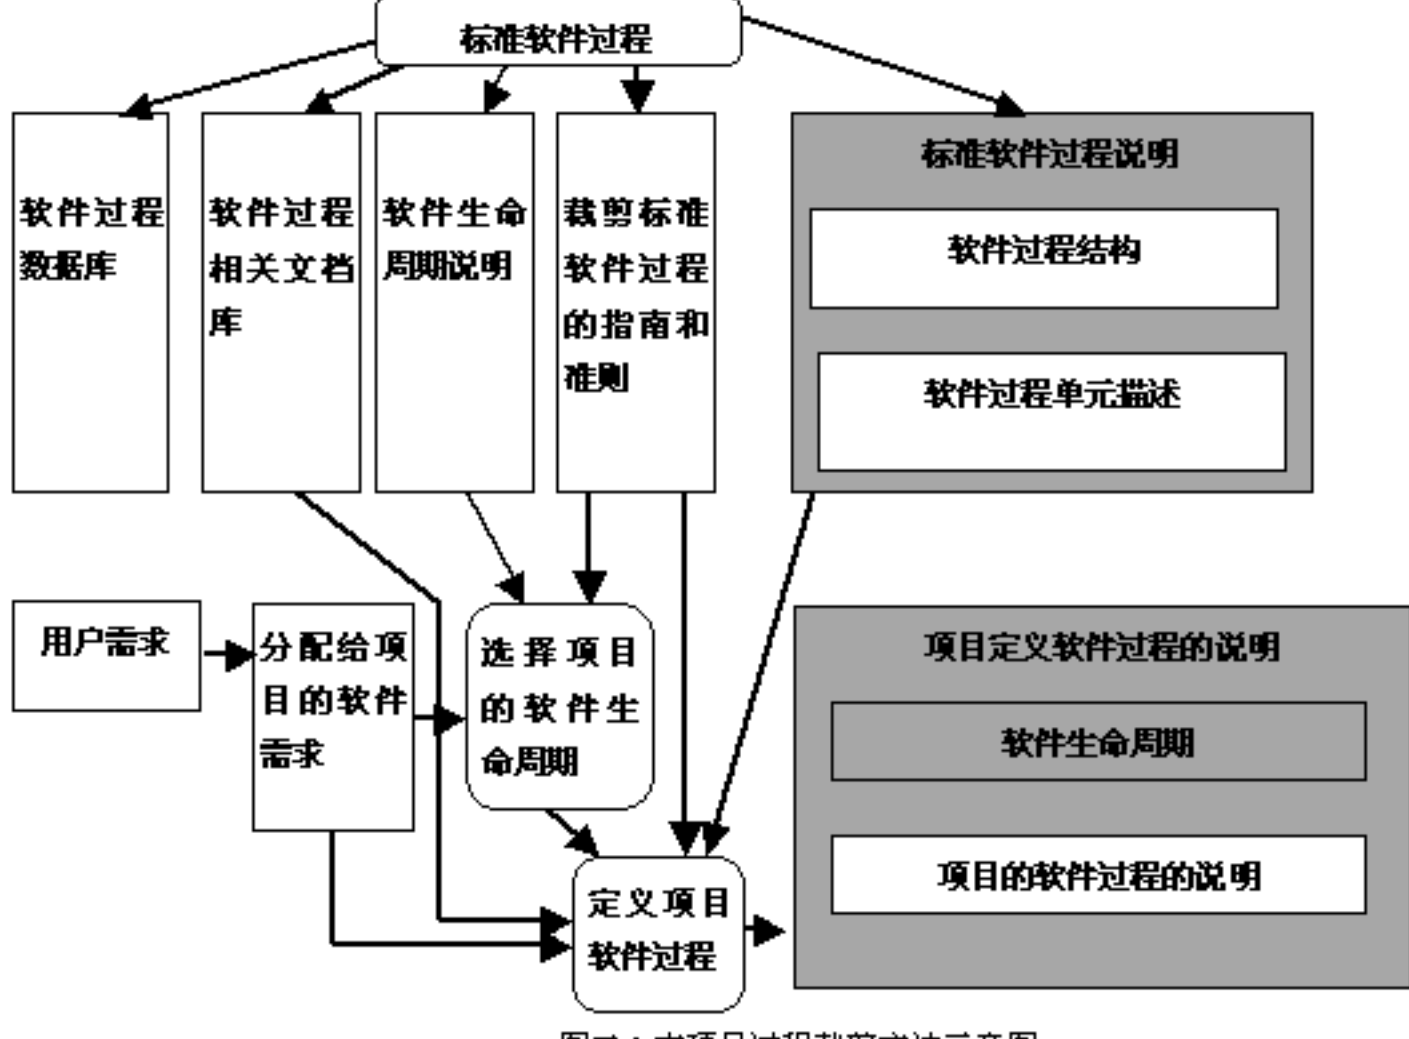 标准软件过程
软件过程
数据库
软件过程
相关文档
库
软件生命
周期说明
裁剪标准
软件过程
的指南和
准则
标准软件过程说明
软件过程结构
软件过程单元描述
用户需求
分配给项
目的软件
需求
选择项目
的软件生
命周期
定义项目
软件过程
项目定义软件过程的说明
软件生命周期
项目的软件过程的说明